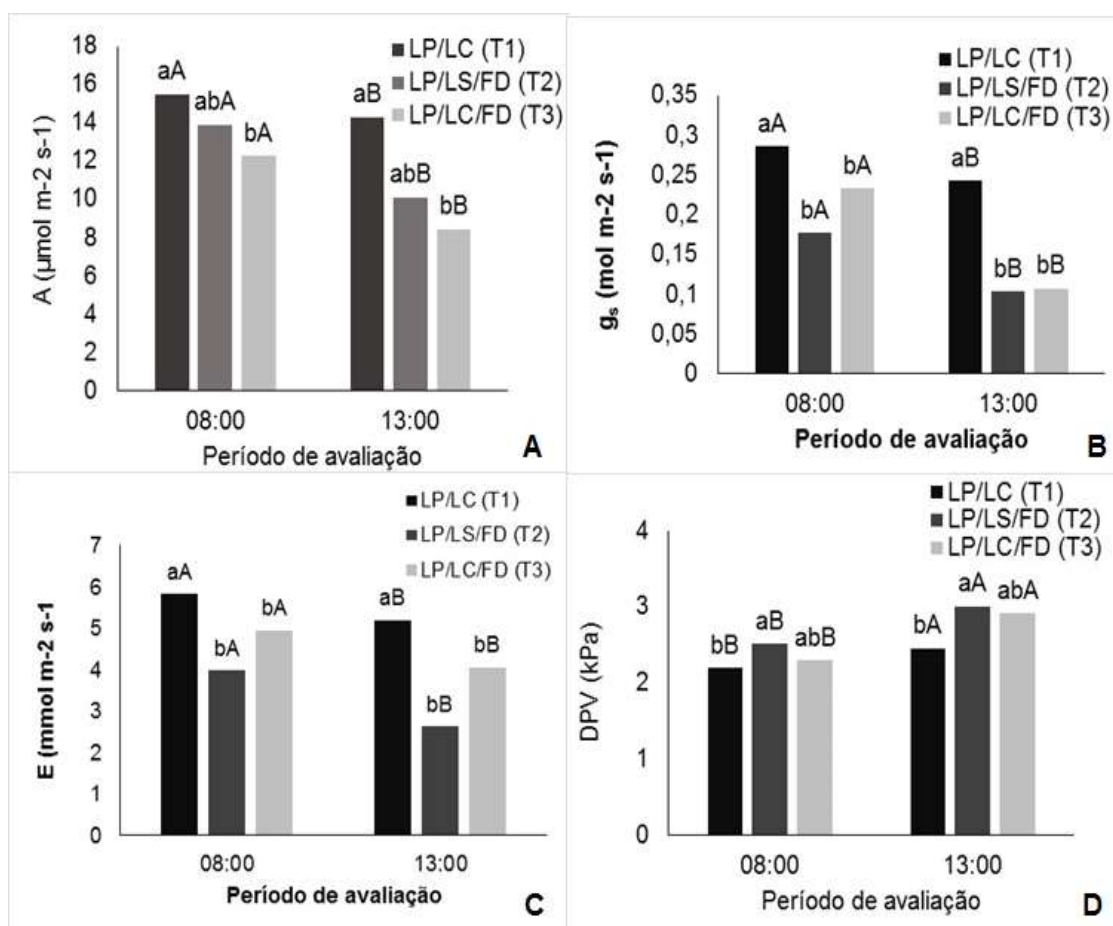 18
16
14
12
10
8
6
4
2
0
A (µmol m-2 s-1)
LP/LC (T1)
LP/LS/FD (T2)
LP/LC/FD (T3)
aA
abA
bA
aB
abB
bB
08:00
13:00
Período de avaliação
A
0,35
0,3
0,25
0,2
0,15
0,1
0,05
0
gs (mol m-2 s-1)
LP/LC (T1)
LP/LS/FD (T2)
LP/LC/FD (T3)
aA
bA
bA
aB
bB
bB
08:00
13:00
Período de avaliação
B
7
6
5
4
3
2
1
0
E (mmol m-2 s-1
LP/LC (T1)
LP/LS/FD (T2)
LP/LC/FD (T3)
aA
bA
bA
aB
bB
bB
08:00
13:00
Período de avaliação
C
4
3
2
1
0
DPV (kPa)
LP/LC (T1)
LP/LS/FD (T2)
LP/LC/FD (T3)
bB
aB
abB
bA
aA
abA
08:00
13:00
Período de avaliação
D